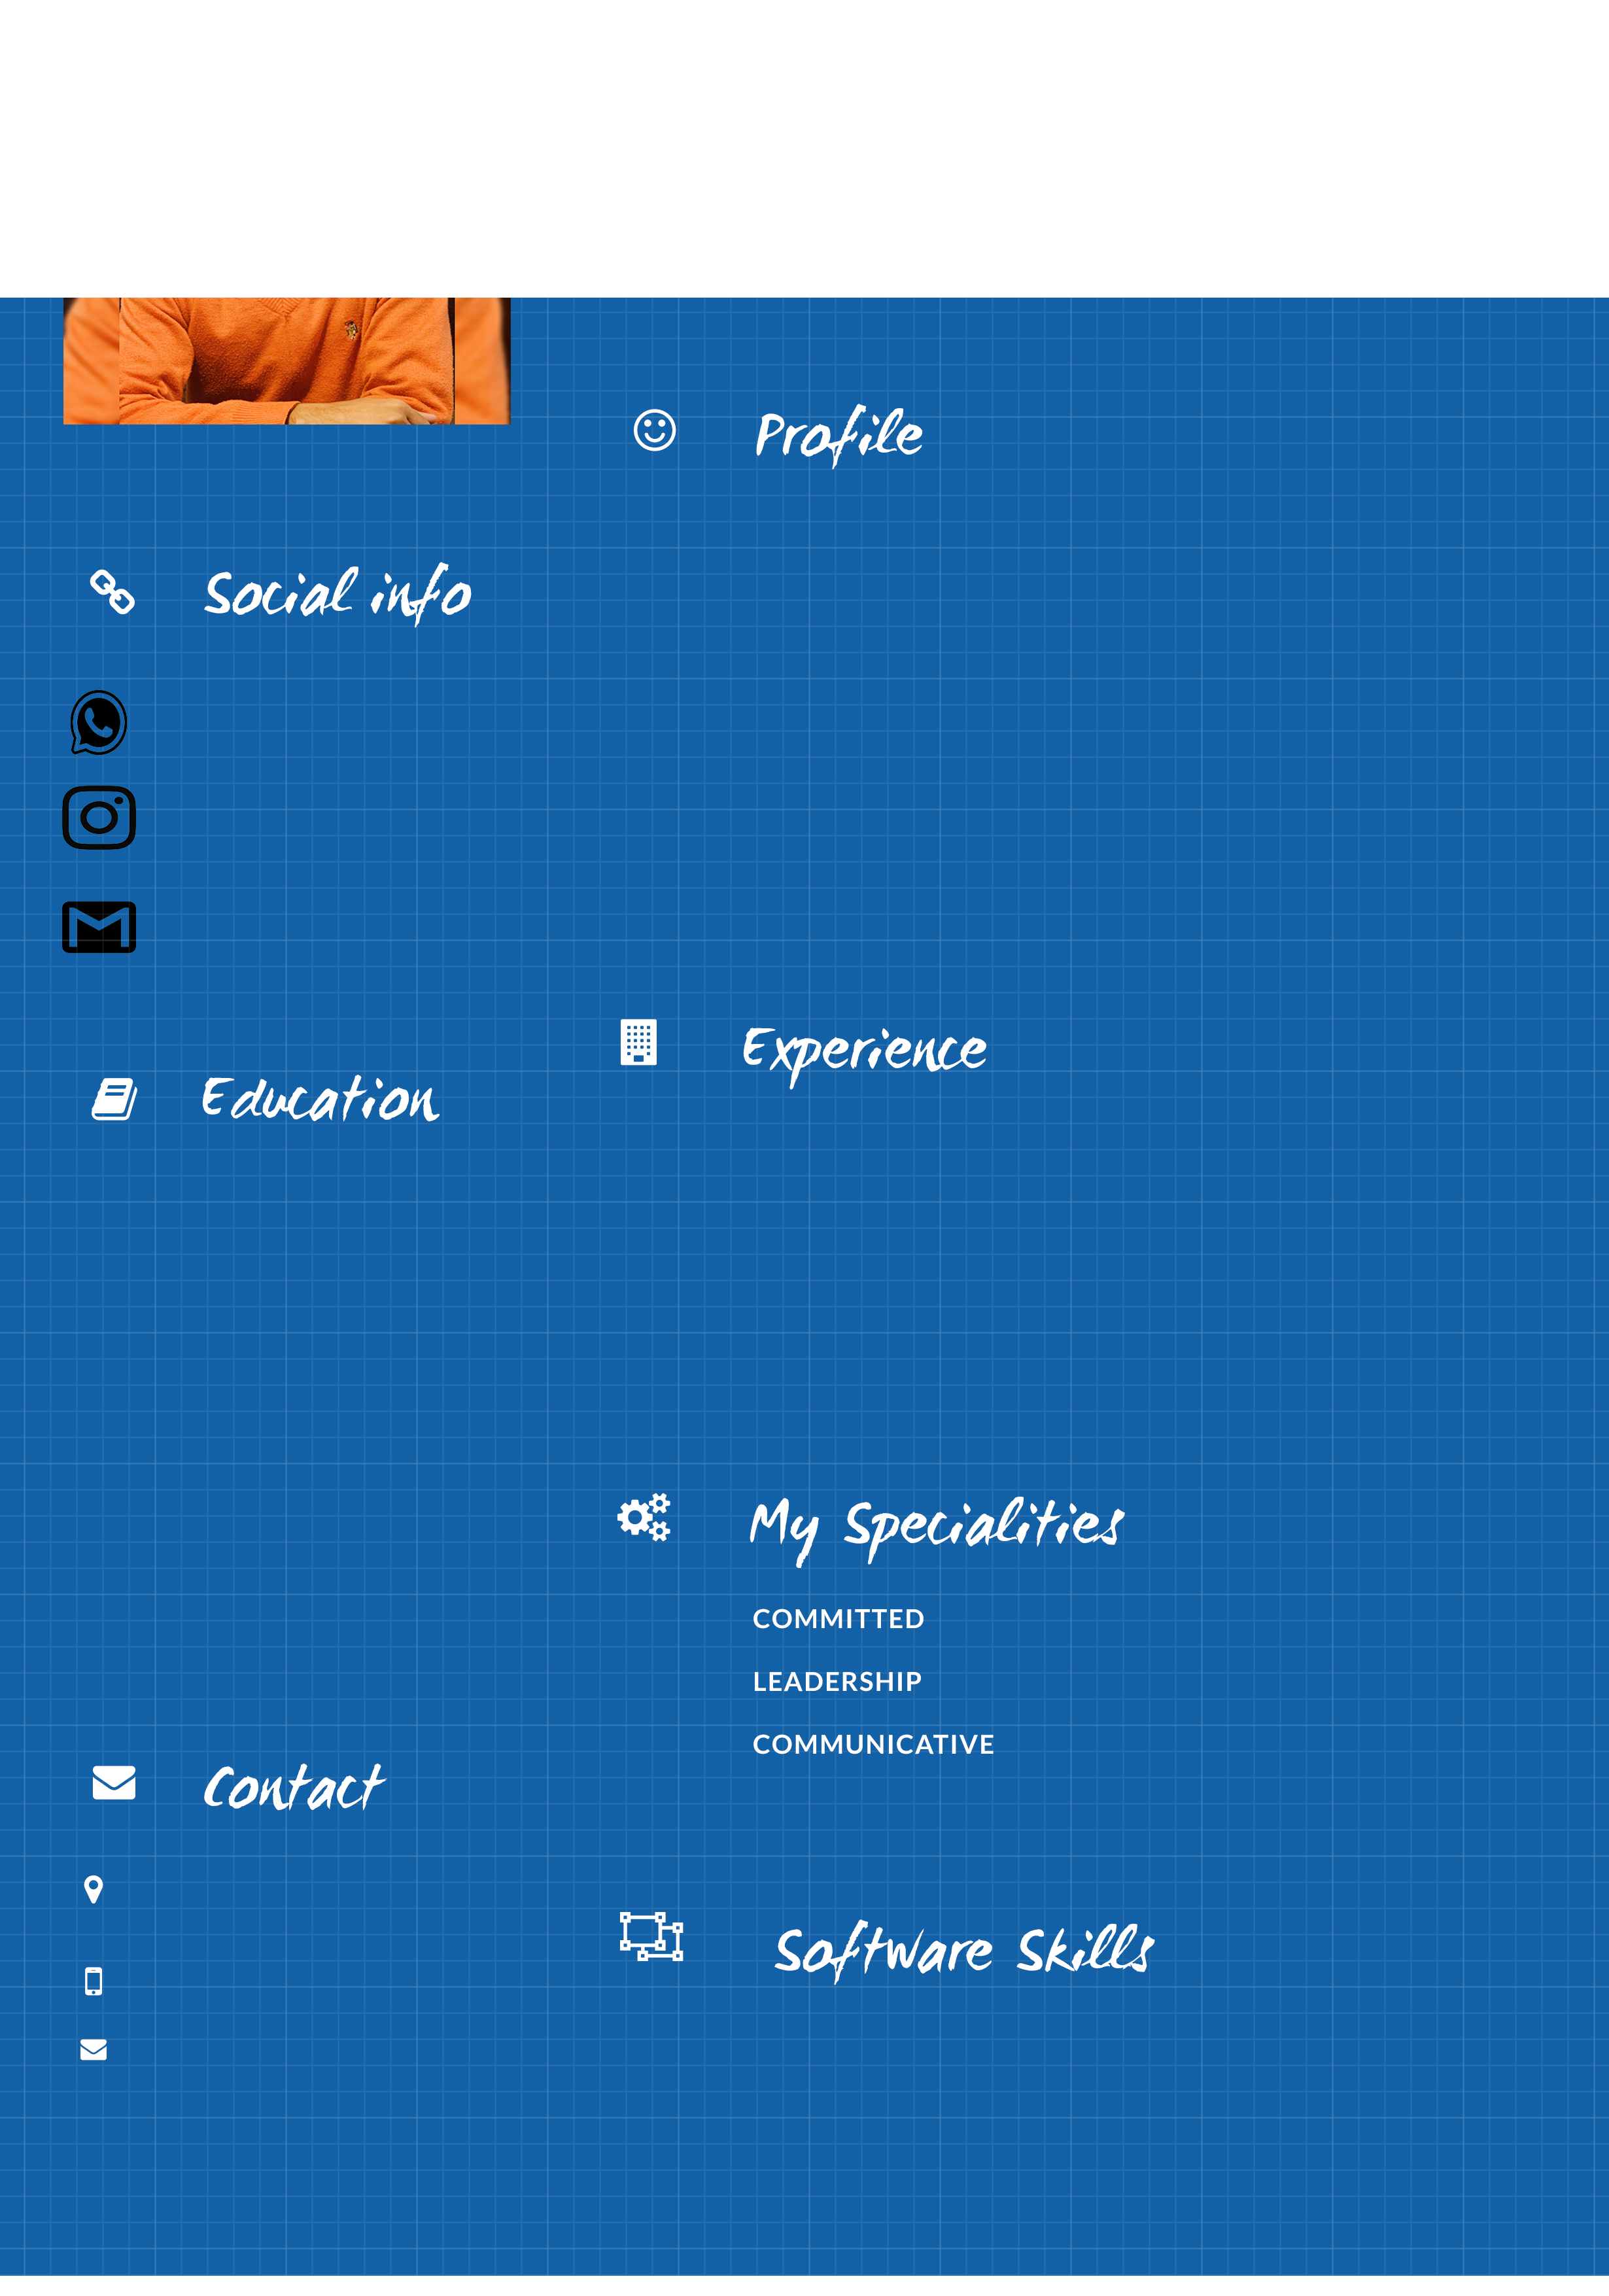 Profile
Social info
Experience
Education
My Specialities
COMMITTED
LEADERSHIP
COMMUNICATIVE
Contact
Software Skills